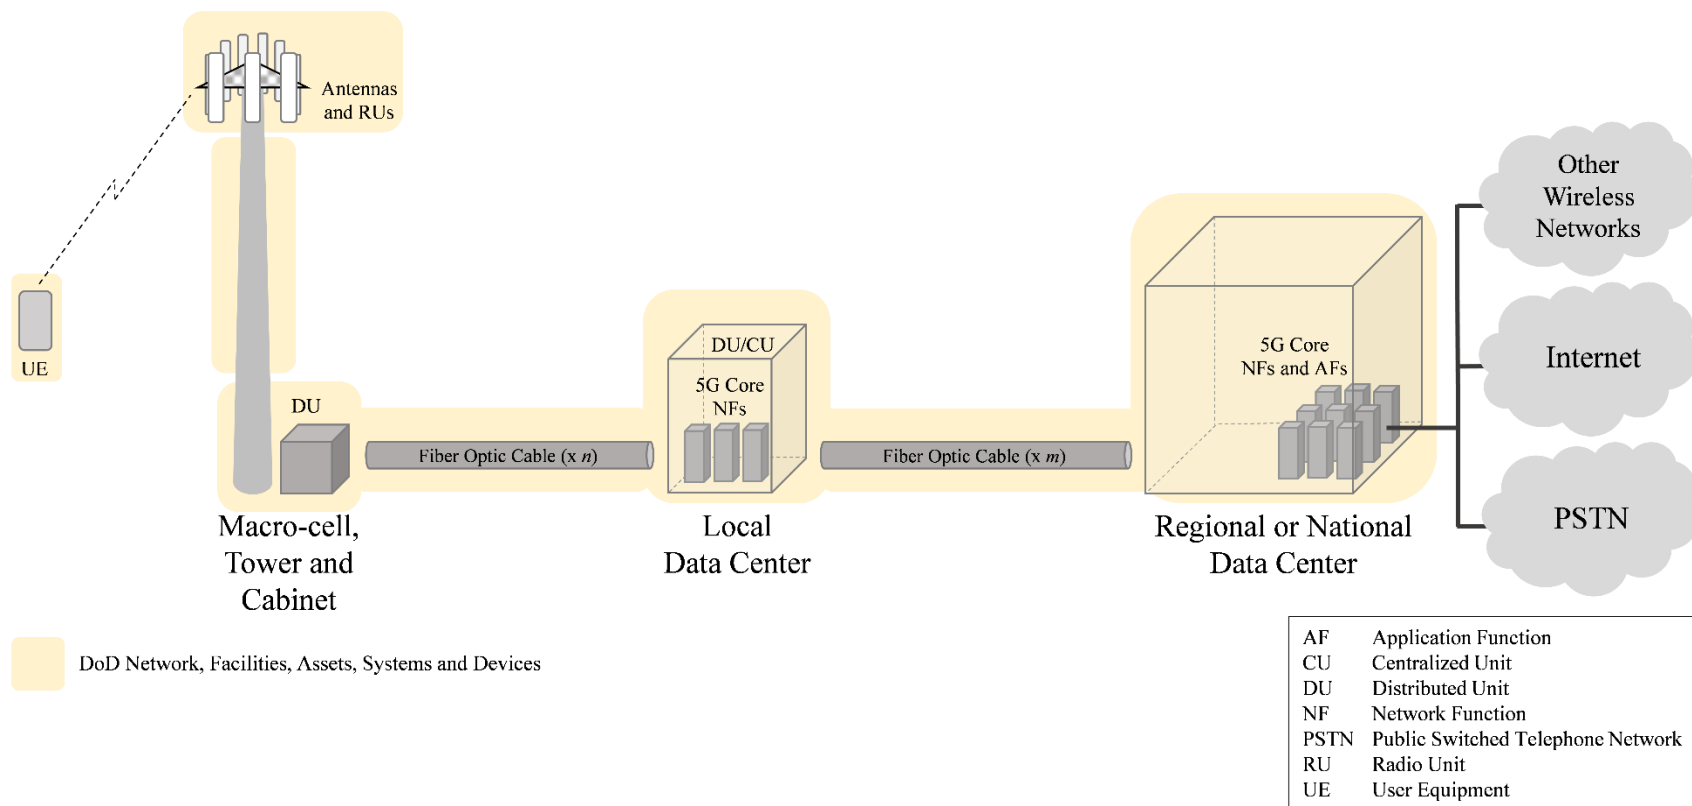 Antennas
and RUs
Other
Wireless
Networks
UE
DU/CU
5G Core
NFs
5G Core
NFs and AFs
Internet
DU
Fiber Optic Cable (x n)
Fiber Optic Cable (x m)
PSTN
Macro-cell,
Tower and
Cabinet
Local
Data Center
Regional or National
Data Center
DoD Network, Facilities, Assets, Systems and Devices
AF Application Function
CU Centralized Unit
DU Distributed Unit
NF Network Function
PSTN Public Switched Telephone Network
RU Radio Unit
UE User Equipment